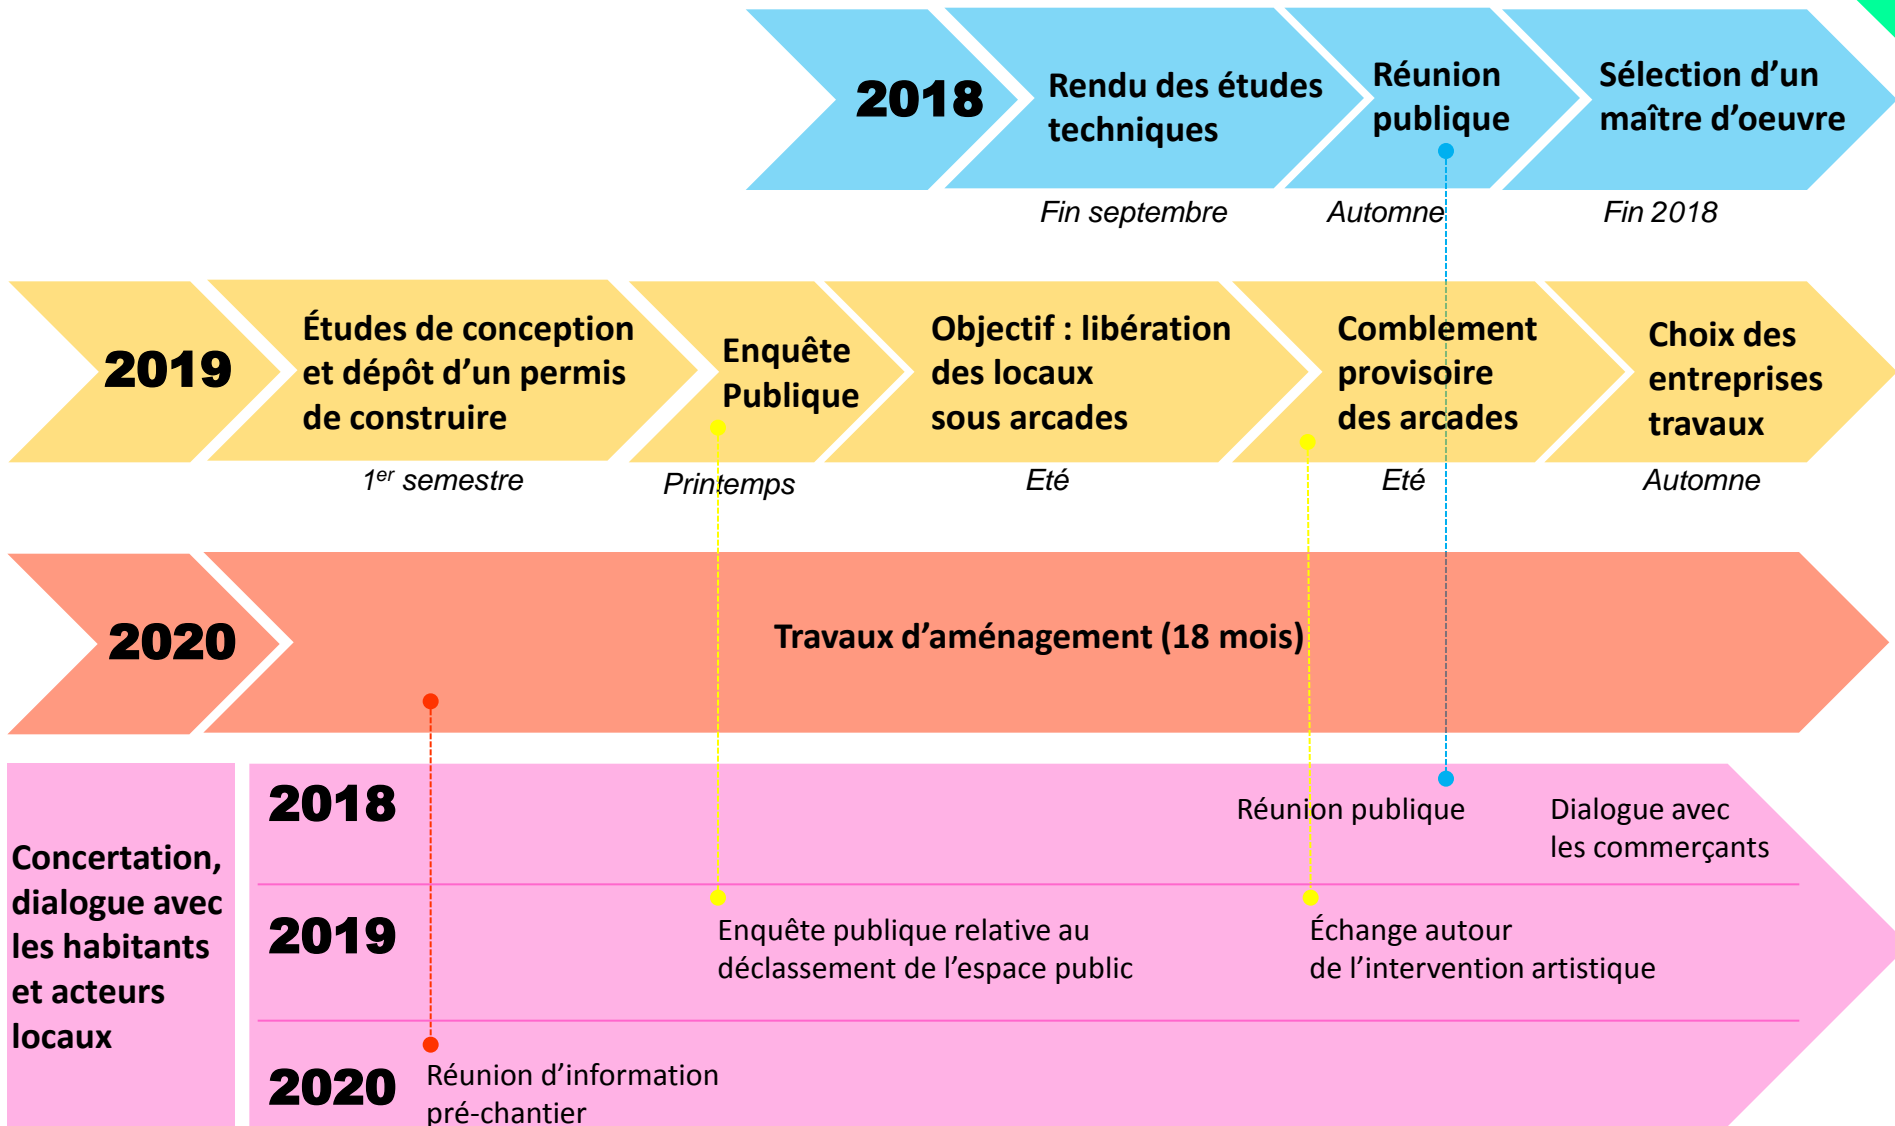 2018
Rendu des études
techniques
Réunion
publique
Sélection d’un
maître d’oeuvre
Fin septembre
Automne
Fin 2018
2019
Études de conception
et dépôt d’un permis
de construire
Enquête
Publique
Objectif : libération
des locaux
sous arcades
Comblement
provisoire
des arcades
Choix des
entreprises
travaux
1er semestre
Printemps
Eté
Eté
Automne
2020
Travaux d’aménagement (18 mois)
Concertation,
dialogue avec
les habitants
et acteurs
locaux
2018
Réunion publique
Dialogue avec
les commerçants
2019
Enquête publique relative au
déclassement de l’espace public
Échange autour
de l’intervention artistique
2020
Réunion d’information
pré-chantier